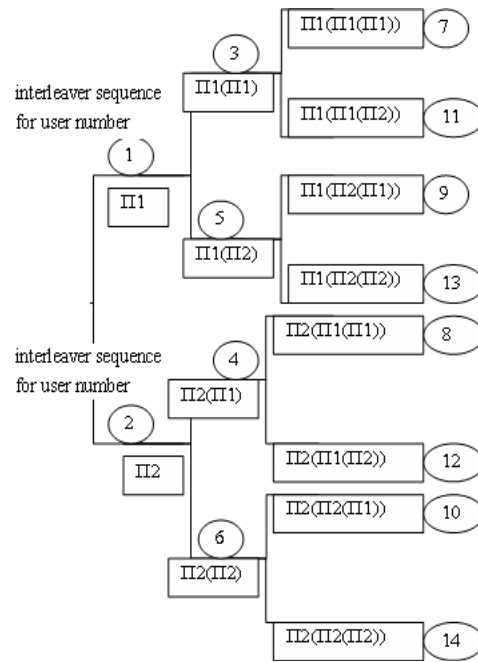 7
Π1(Π1(Π1))
3
Π1(Π1)
interleaver sequence
for user number
Π1(Π1(Π2))
11
1
Π1
Π1(Π2(Π1))
9
5
Π1(Π2)
Π1(Π2(Π2))
13
Π2(Π1(Π1))
8
interleaver sequence
for user number
4
Π2(Π1)
2
Π2
Π2(Π1(Π2))
12
Π2(Π2(Π1))
10
6
Π2(Π2)
Π2(Π2(Π2))
14